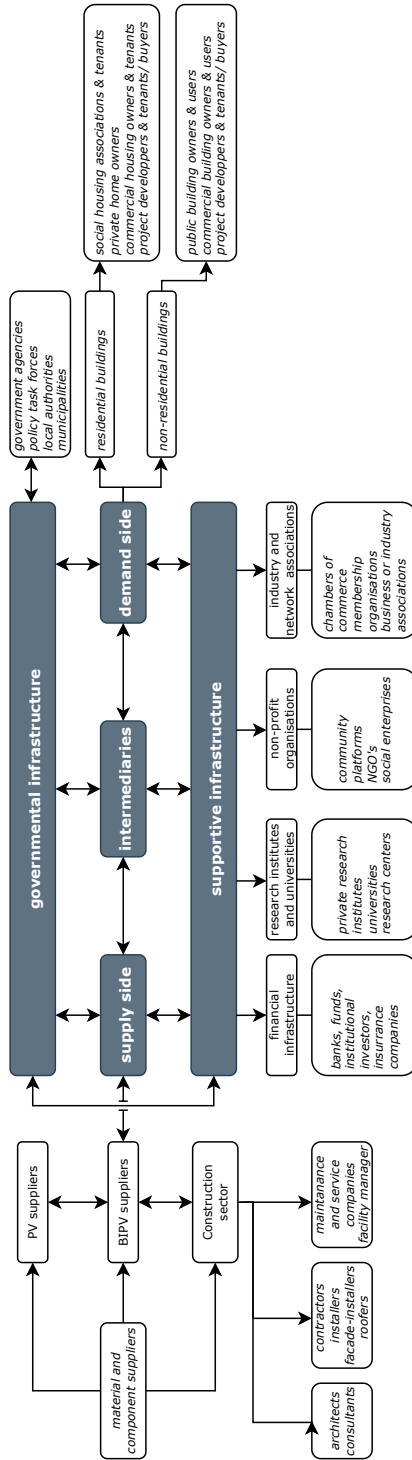 material and
component suppliers
PV suppliers
BIPV suppliers
Construction
sector
architects
consultants
contractors
installers
facade-installers
roofers
maintanance
and service
companies
facility manager
governmental infrastructure
supply side
intermediaries
demand side
supportive infrastructure
government agencies
policy task forces
local authorities
municipalities
residential buildings
non-residential buildings
social housing associations & tenants
private home owners
commercial housing owners & tenants
project developpers & tenants/ buyers
public building owners & users
commercial building owners & users
project developpers & tenants/ buyers
financial
infrastructure
research institutes
and universities
non-profit
organisations
industry and
network associations
banks, funds,
institutional
investors,
insurrance
companies
private research
institutes
universities
research centers
community
platforms
NGO's
social enterprises
chambers of
commerce
membership
organisations
business or industry
associations